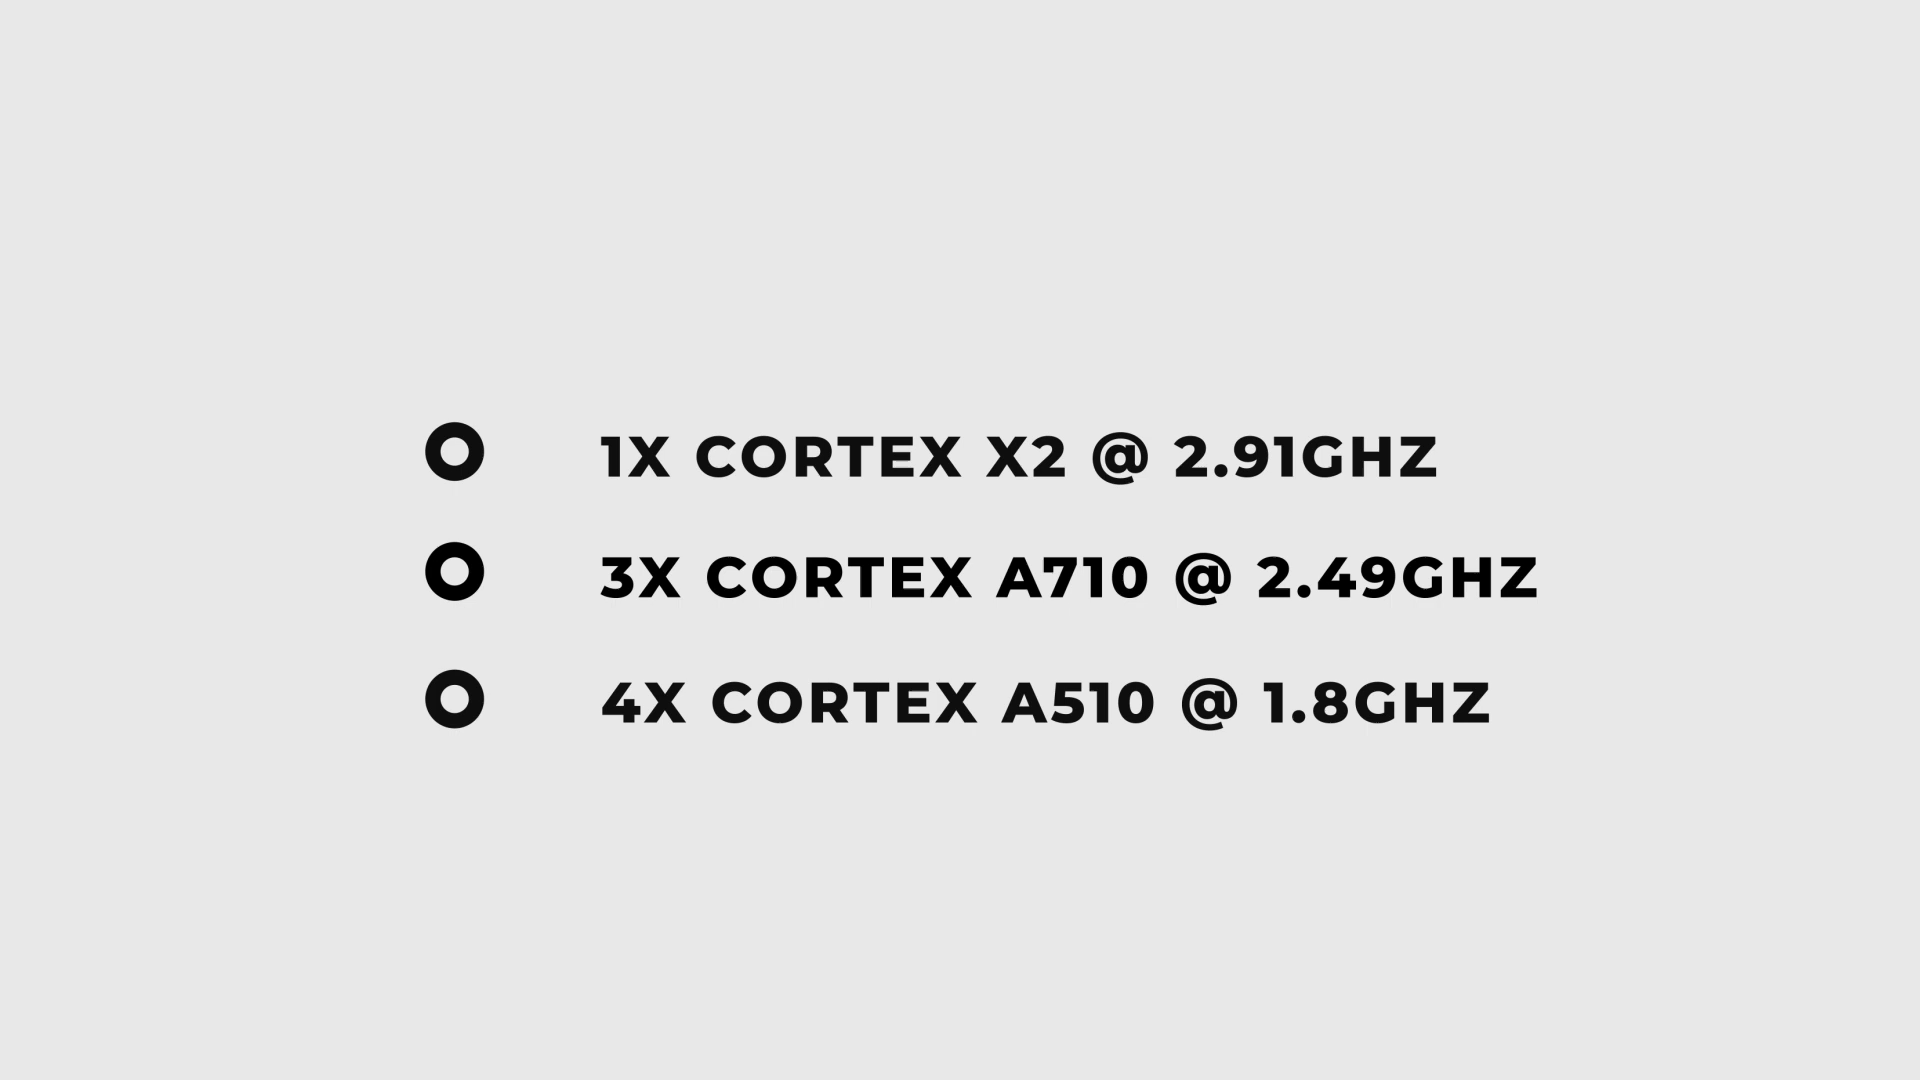 1X CORTEX X2 @ 2.91GHZ
3X CORTEX A710 @ 2.49GHZ
4X CORTEX A510 @ 1.8GHZ